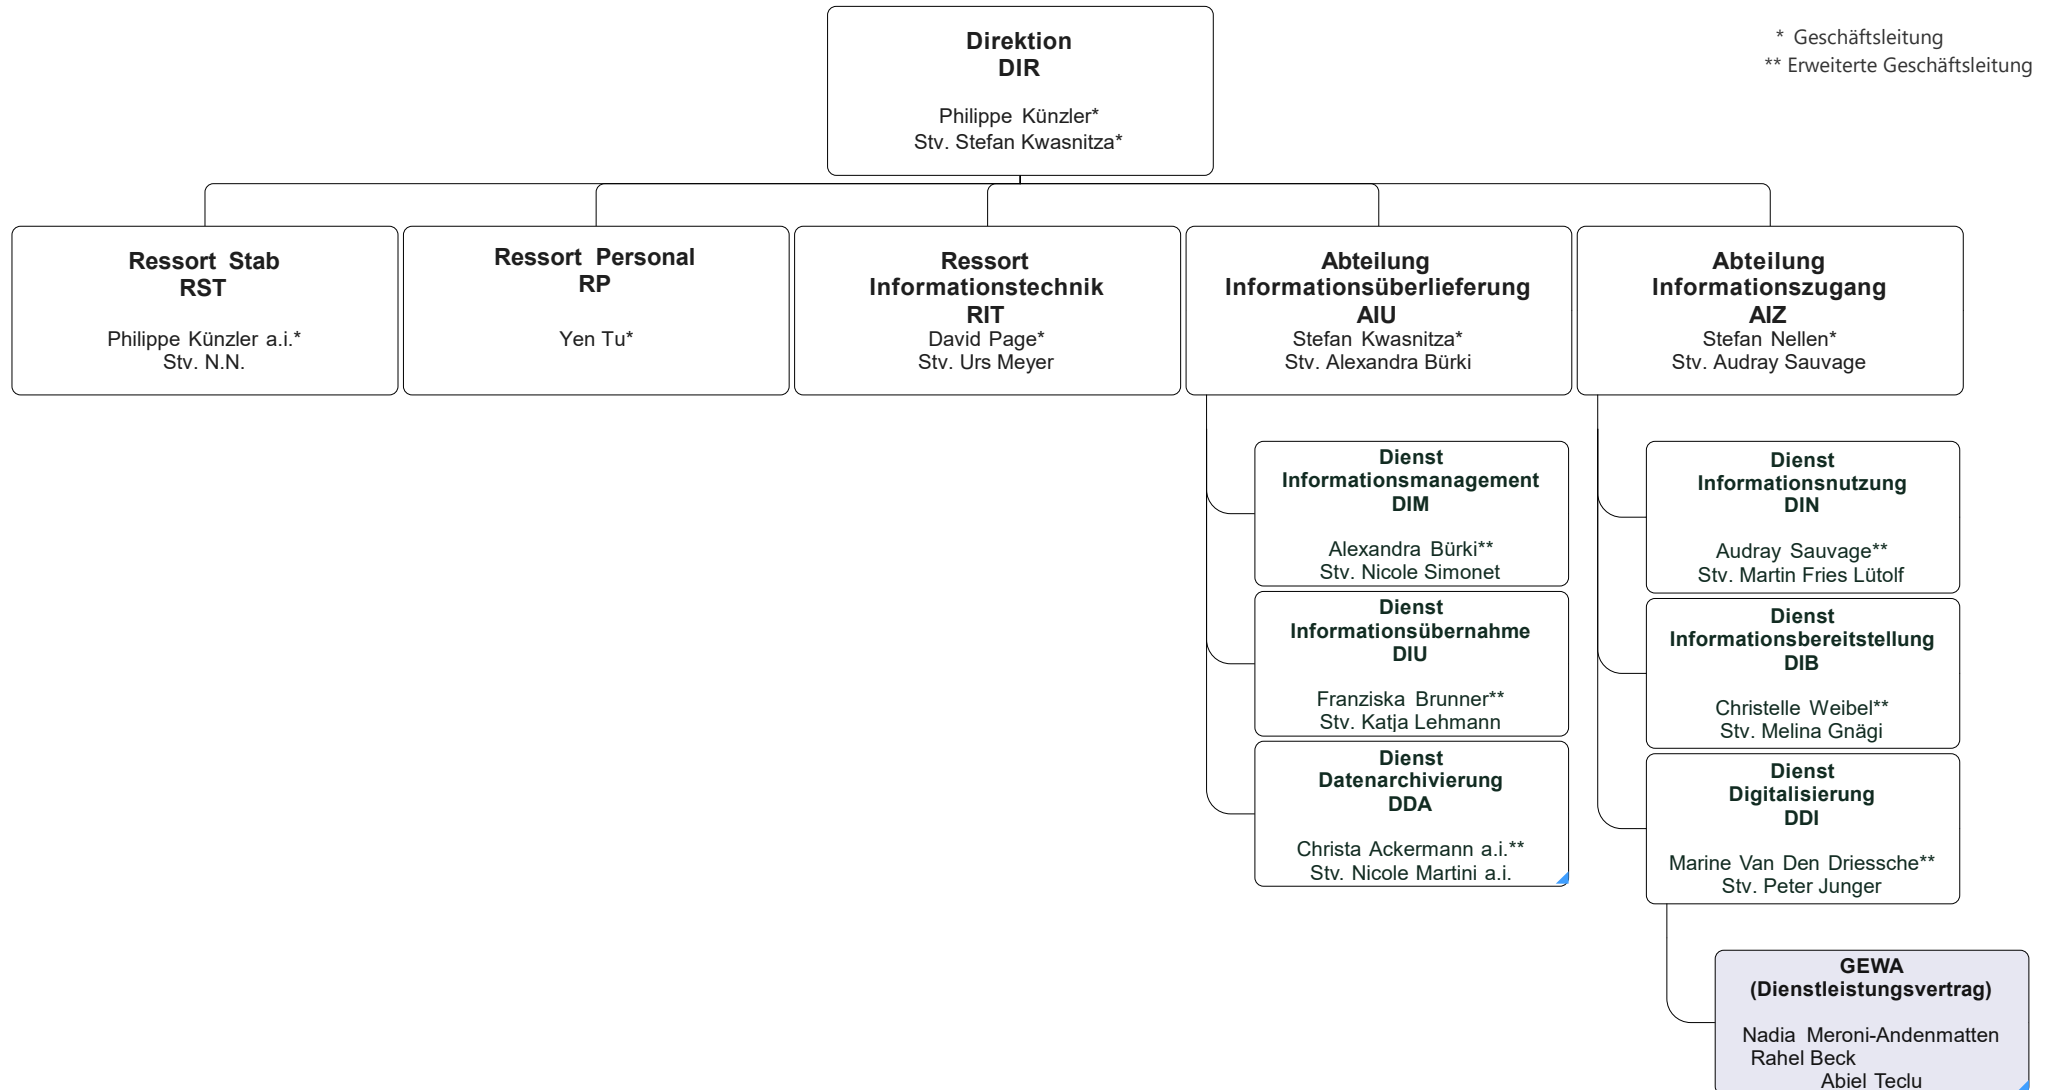 Direktion
DIR
Philippe Künzler*
Stv. Stefan Kwasnitza*
* Geschäftsleitung
** Erweiterte Geschäftsleitung
Ressort Stab
RST
Philippe Künzler a.i.*
Stv. N.N.
Ressort Personal
RP
Yen Tu*
Ressort
Informationstechnik
RIT
David Page*
Stv. Urs Meyer
Abteilung
Informationsüberlieferung
AIU
Stefan Kwasnitza*
Stv. Alexandra Bürki
Abteilung
Informationszugang
AIZ
Stefan Nellen*
Stv. Audray Sauvage
Dienst
Informationsmanagement
DIM
Alexandra Bürki**
Stv. Nicole Simonet
Dienst
Informationsübernahme
DIU
Franziska Brunner**
Stv. Katja Lehmann
Dienst
Datenarchivierung
DDA
Christa Ackermann a.i.**
Stv. Nicole Martini a.i.
Dienst
Informationsnutzung
DIN
Audray Sauvage**
Stv. Martin Fries Lütolf
Dienst
Informationsbereitstellung
DIB
Christelle Weibel**
Stv. Melina Gnägi
Dienst
Digitalisierung
DDI
Marine Van Den Driessche**
Stv. Peter Junger
GEWA
(Dienstleistungsvertrag)
Nadia Meroni-Andenmatten
Rahel Beck
Abiel Teclu